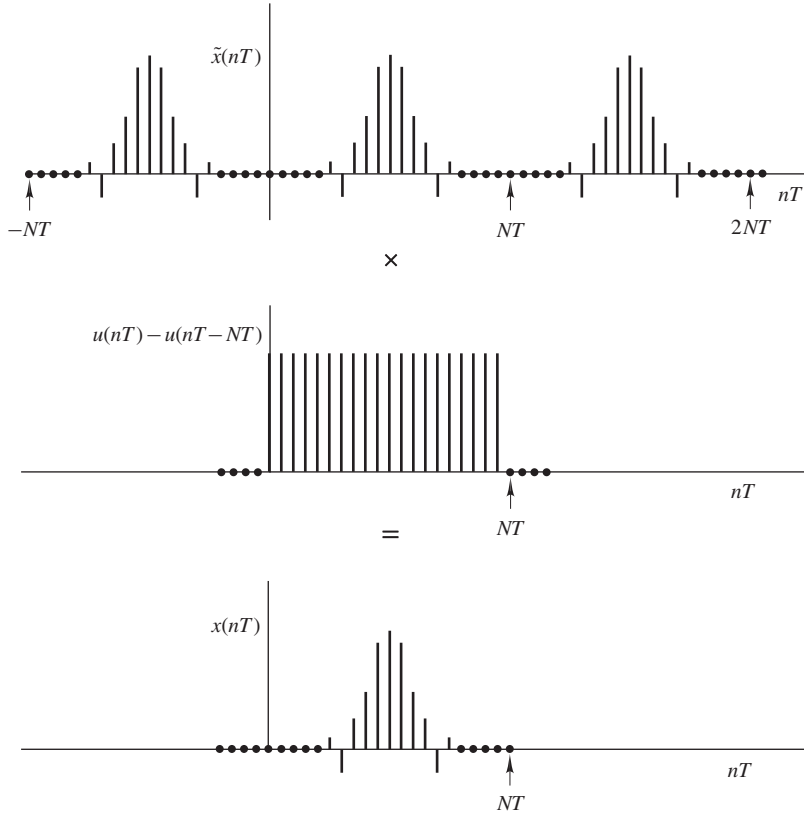 x̃(nT)
nT
−NT
NT
2NT
×
u(nT) − u(nT − NT)
nT
NT
=
x(nT)
nT
NT